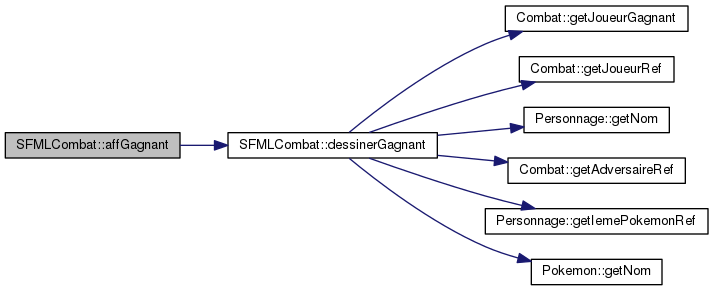 SFMLCombat::affGagnant
SFMLCombat::dessinerGagnant
Combat::getJoueurGagnant
Combat::getJoueurRef
Personnage::getNom
Combat::getAdversaireRef
Personnage::getIemePokemonRef
Pokemon::getNom